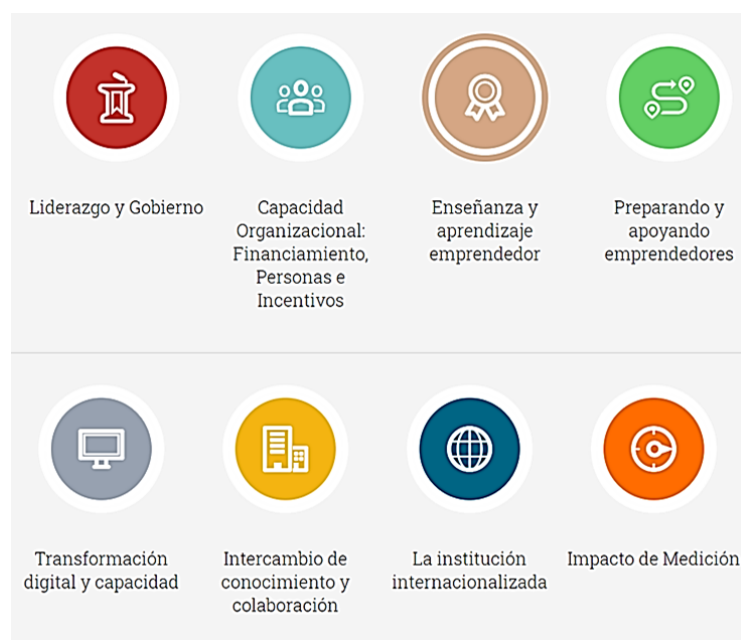 Liderazgo y Gobierno
Capacidad
Organizacional:
Financiamiento,
Personas e
Incentivos
Enseñanza y
aprendizaje
emprendedor
Preparando y
apoyando
emprendedores
Transformación
digital y capacidad
Intercambio de
conocimiento y
colaboración
La institución
internacionalizada
Impacto de Medición